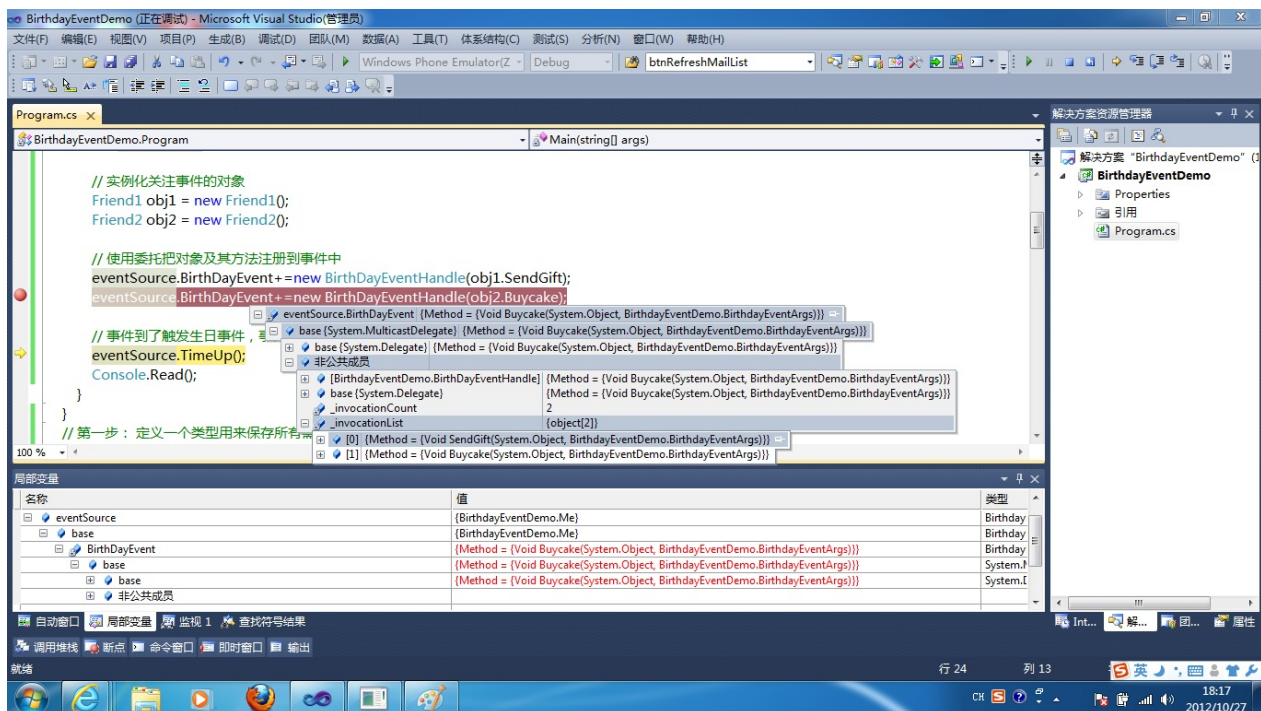 BirthdayEventDemo (正在调试) - Microsoft Visual Studio(管理员)
文件(F) 编辑(E) 视图(V) 项目(P) 生成(B) 调试(D) 团队(M) 数据(A) 工具(T) 体系结构(C) 测试(S) 分析(N) 窗口(W) 帮助(H)
Windows Phone Emulator(Z Debug btnRefreshMailList
Program.cs
BirthdayEventDemo.Program Main(string[] args)
// 实例化关注事件的对象
Friend1 obj1 = new Friend1();
Friend2 obj2 = new Friend2();
// 使用委托把对象及其方法注册到事件中
eventSource.BirthDayEvent+=new BirthDayEventHandle(obj1.SendGift);
eventSource.BirthDayEvent+=new BirthDayEventHandle(obj2.Buycake);
eventSource.BirthDayEvent {Method = {Void Buycake(System.Object, BirthdayEventDemo.BirthdayEventArgs)}}
base {System.MulticastDelegate} {Method = {Void Buycake(System.Object, BirthdayEventDemo.BirthdayEventArgs)}}
// 事件到了触发生日事件，
base {System.Delegate} {Method = {Void Buycake(System.Object, BirthdayEventDemo.BirthdayEventArgs)}}
eventSource.TimeUp();
非公共成员
Console.Read();
[BirthdayEventDemo.BirthDayEventHandle] {Method = {Void Buycake(System.Object, BirthdayEventDemo.BirthdayEventArgs)}}
base {System.Delegate} {Method = {Void Buycake(System.Object, BirthdayEventDemo.BirthdayEventArgs)}}
}
_invocationCount 2
}
_invocationList {object[2]}
// 第一步： 定义一个类型用来保存所有
[0] {Method = {Void SendGift(System.Object, BirthdayEventDemo.BirthdayEventArgs)}}
[1] {Method = {Void Buycake(System.Object, BirthdayEventDemo.BirthdayEventArgs)}}
100 %
解决方案资源管理器
解决方案 "BirthdayEventDemo" (1
BirthdayEventDemo
Properties
引用
Program.cs
局部变量
名称 值 类型
eventSource {BirthdayEventDemo.Me} Birthday
base {BirthdayEventDemo.Me} Birthday
BirthDayEvent {Method = {Void Buycake(System.Object, BirthdayEventDemo.BirthdayEventArgs)}} Birthday
base {Method = {Void Buycake(System.Object, BirthdayEventDemo.BirthdayEventArgs)}} System.M
base {Method = {Void Buycake(System.Object, BirthdayEventDemo.BirthdayEventArgs)}} System.D
非公共成员
自动窗口 局部变量 监视 1 查找符号结果
Int... 解... 团... 属性
调用堆栈 断点 命令窗口 即时窗口 输出
就绪 行 24 列 13
英
CH
18:17
2012/10/27